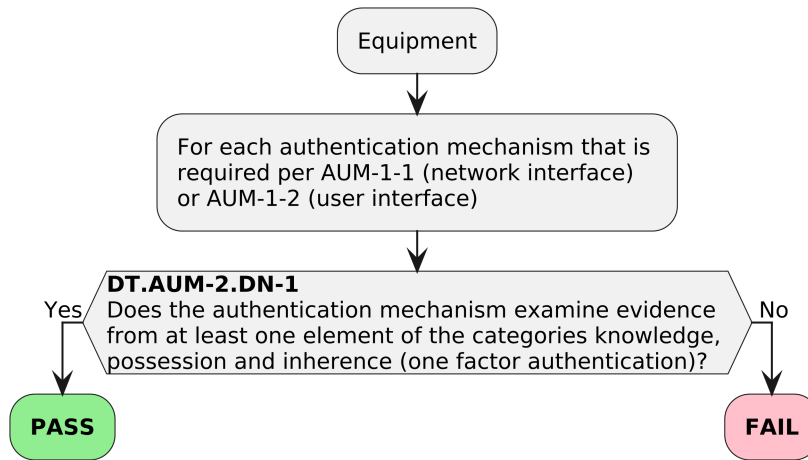 Equipment
For each authentication mechanism that is
required per AUM-1-1 (network interface)
or AUM-1-2 (user interface)
DT.AUM-2.DN-1
Does the authentication mechanism examine evidence
from at least one element of the categories knowledge,
possession and inherence (one factor authentication)?
Yes
No
PASS
FAIL